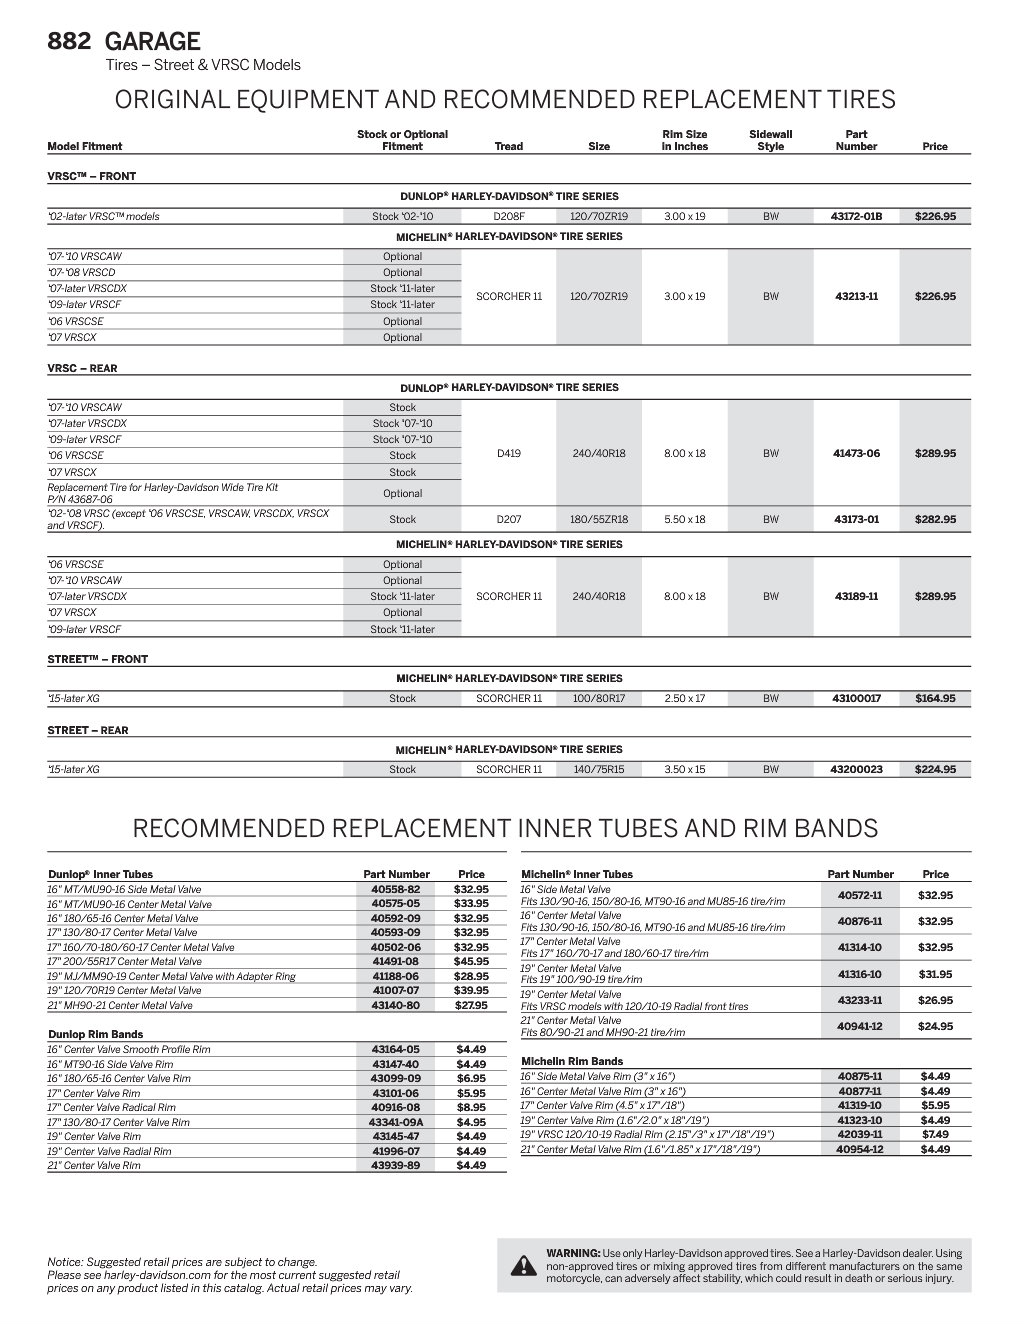 882 GARAGE
Tires – Street & VRSC Models
ORIGINAL EQUIPMENT AND RECOMMENDED REPLACEMENT TIRES
Model Fitment Stock or Optional Fitment Tread Size Rim Size in Inches Sidewall Style Part Number Price
VRSC™ – FRONT
DUNLOP® HARLEY-DAVIDSON® TIRE SERIES
'02-later VRSC™ models Stock '02-'10 D208F 120/70ZR19 3.00 x 19 BW 43172-01B $226.95
MICHELIN® HARLEY-DAVIDSON® TIRE SERIES
'07-'10 VRSCAW Optional
'07-'08 VRSCD Optional
'07-later VRSCDX Stock '11-later
SCORCHER 11 120/70ZR19 3.00 x 19 BW 43213-11 $226.95
'09-later VRSCF Stock '11-later
'06 VRSCSE Optional
'07 VRSCX Optional
VRSC – REAR
DUNLOP® HARLEY-DAVIDSON® TIRE SERIES
'07-'10 VRSCAW Stock
'07-later VRSCDX Stock '07-'10
'09-later VRSCF Stock '07-'10
'06 VRSCSE Stock D419 240/40R18 8.00 x 18 BW 41473-06 $289.95
'07 VRSCX Stock
Replacement Tire for Harley-Davidson Wide Tire Kit
P/N 43687-06 Optional
'02-'08 VRSC (except '06 VRSCSE, VRSCAW, VRSCDX, VRSCX
and VRSCF). Stock D207 180/55ZR18 5.50 x 18 BW 43173-01 $282.95
MICHELIN® HARLEY-DAVIDSON® TIRE SERIES
'06 VRSCSE Optional
'07-'10 VRSCAW Optional
'07-later VRSCDX Stock '11-later SCORCHER 11 240/40R18 8.00 x 18 BW 43189-11 $289.95
'07 VRSCX Optional
'09-later VRSCF Stock '11-later
STREET™ – FRONT
MICHELIN® HARLEY-DAVIDSON® TIRE SERIES
'15-later XG Stock SCORCHER 11 100/80R17 2.50 x 17 BW 43100017 $164.95
STREET – REAR
MICHELIN® HARLEY-DAVIDSON® TIRE SERIES
'15-later XG Stock SCORCHER 11 140/75R15 3.50 x 15 BW 43200023 $224.95
RECOMMENDED REPLACEMENT INNER TUBES AND RIM BANDS
Dunlop® Inner Tubes Part Number Price
16" MT/MU90-16 Side Metal Valve 40558-82 $32.95
16" MT/MU90-16 Center Metal Valve 40575-05 $33.95
16" 180/65-16 Center Metal Valve 40592-09 $32.95
17" 130/80-17 Center Metal Valve 40593-09 $32.95
17" 160/70-180/60-17 Center Metal Valve 40502-06 $32.95
17" 200/55R17 Center Metal Valve 41491-08 $45.95
19" MJ/MM90-19 Center Metal Valve with Adapter Ring 41188-06 $28.95
19" 120/70R19 Center Metal Valve 41007-07 $39.95
21" MH90-21 Center Metal Valve 43140-80 $27.95
Dunlop Rim Bands
16" Center Valve Smooth Profile Rim 43164-05 $4.49
16" MT90-16 Side Valve Rim 43147-40 $4.49
16" 180/65-16 Center Valve Rim 43099-09 $6.95
17" Center Valve Rim 43101-06 $5.95
17" Center Valve Radical Rim 40916-08 $8.95
17" 130/80-17 Center Valve Rim 43341-09A $4.95
19" Center Valve Rim 43145-47 $4.49
19" Center Valve Radial Rim 41996-07 $4.49
21" Center Valve Rim 43939-89 $4.49
Michelin® Inner Tubes Part Number Price
16" Side Metal Valve
Fits 130/90-16, 150/80-16, MT90-16 and MU85-16 tire/rim 40572-11 $32.95
16" Center Metal Valve
Fits 130/90-16, 150/80-16, MT90-16 and MU85-16 tire/rim 40876-11 $32.95
17" Center Metal Valve
Fits 17" 160/70-17 and 180/60-17 tire/rim 41314-10 $32.95
19" Center Metal Valve
Fits 19" 100/90-19 tire/rim 41316-10 $31.95
19" Center Metal Valve
Fits VRSC models with 120/10-19 Radial front tires 43233-11 $26.95
21" Center Metal Valve
Fits 80/90-21 and MH90-21 tire/rim 40941-12 $24.95
Michelin Rim Bands
16" Side Metal Valve Rim (3" x 16") 40875-11 $4.49
16" Center Metal Valve Rim (3" x 16") 40877-11 $4.49
17" Center Valve Rim (4.5" x 17"/18") 41319-10 $5.95
19" Center Valve Rim (1.6"/2.0" x 18"/19") 41323-10 $4.49
19" VRSC 120/10-19 Radial Rim (2.15"/3" x 17"/18"/19") 42039-11 $7.49
21" Center Metal Valve Rim (1.6"/1.85" x 17"/18"/19") 40954-12 $4.49
Notice: Suggested retail prices are subject to change.
Please see harley-davidson.com for the most current suggested retail
prices on any product listed in this catalog. Actual retail prices may vary.
WARNING: Use only Harley-Davidson approved tires. See a Harley-Davidson dealer. Using
non-approved tires or mixing approved tires from different manufacturers on the same
motorcycle, can adversely affect stability, which could result in death or serious injury.